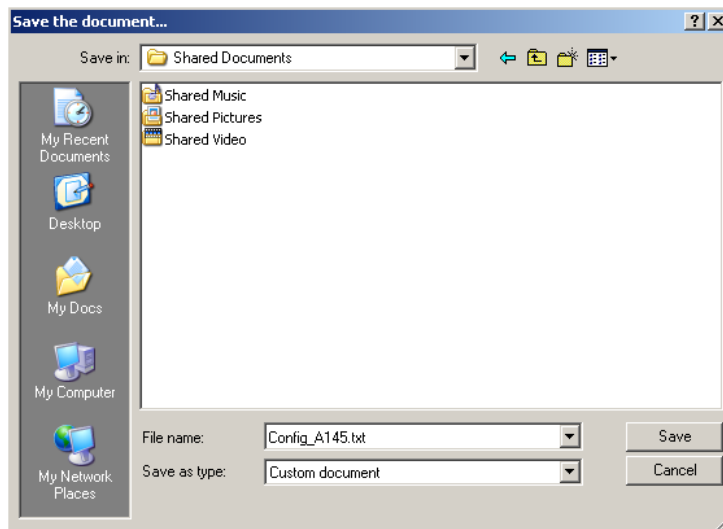 Save the document...
Save in:
Shared Documents
My Recent
Documents
Desktop
My Docs
My Computer
My Network
Places
Shared Music
Shared Pictures
Shared Video
File name:
Config_A145.txt
Save
Save as type:
Custom document
Cancel